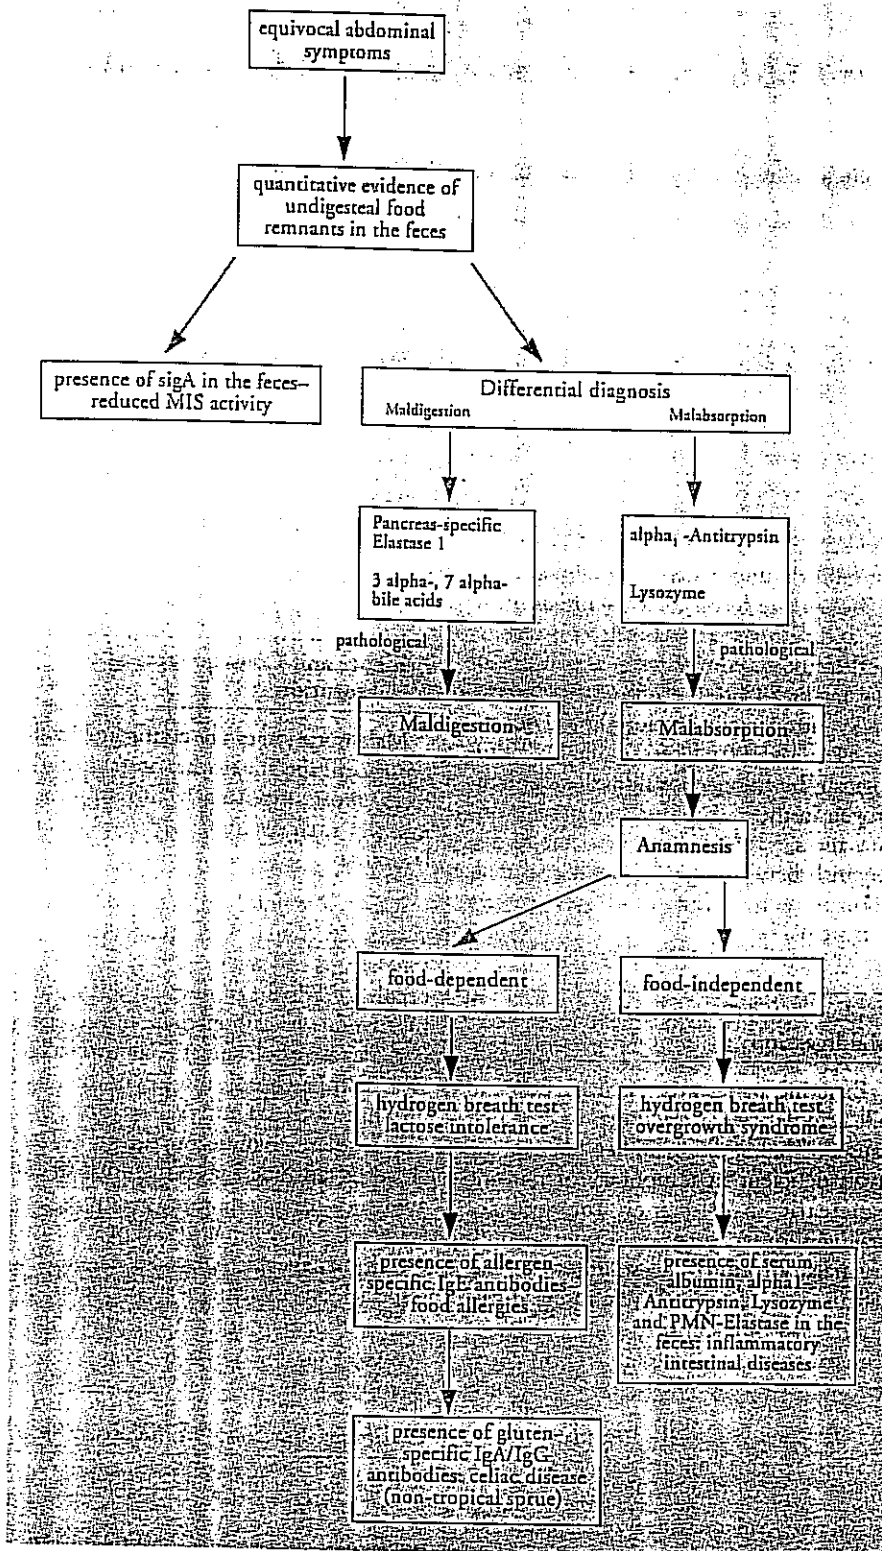 equivocal abdominal
symptoms
quantitative evidence of
undigesteal food
remnants in the feces
presence of sigA in the feces–
reduced MIS activity
Differential diagnosis
Maldigestion
Malabsorption
Pancreas-specific
Elastase 1
3 alpha-, 7 alpha-
bile acids
alpha₁ -Antitrypsin
Lysozyme
pathological
pathological
Maldigestion
Malabsorption
Anamnesis
food-dependent
food-independent
hydrogen breath test
lactose intolerance
hydrogen breath test
overgrowth syndrome
presence of allergen
specific IgE antibodies
food allergies
presence of serum
albumin, alpha1
Antitrypsin, Lysozyme
and PMN-Elastase in the
feces: inflammatory
intestinal diseases
presence of gluten-
specific IgA/IgG
antibodies: celiac disease
(non-tropical sprue)